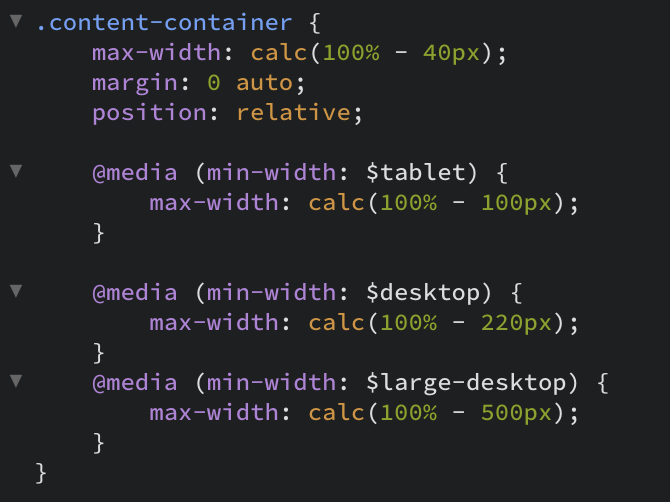 .content-container {
    max-width: calc(100% - 40px);
    margin: 0 auto;
    position: relative;

    @media (min-width: $tablet) {
        max-width: calc(100% - 100px);
    }

    @media (min-width: $desktop) {
        max-width: calc(100% - 220px);
    }
    @media (min-width: $large-desktop) {
        max-width: calc(100% - 500px);
    }
}